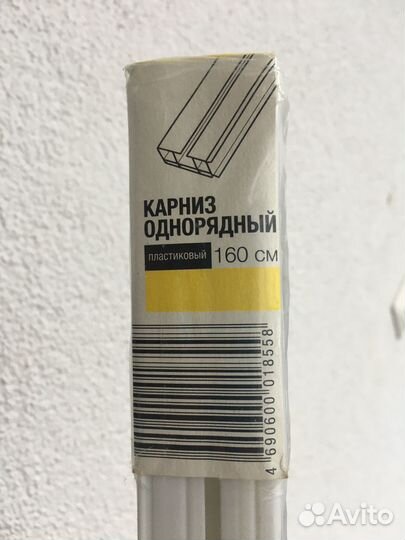 КАРНИЗ
ОДНОРЯДНЫЙ
пластиковый 160 см
4 690600 018558
Avito